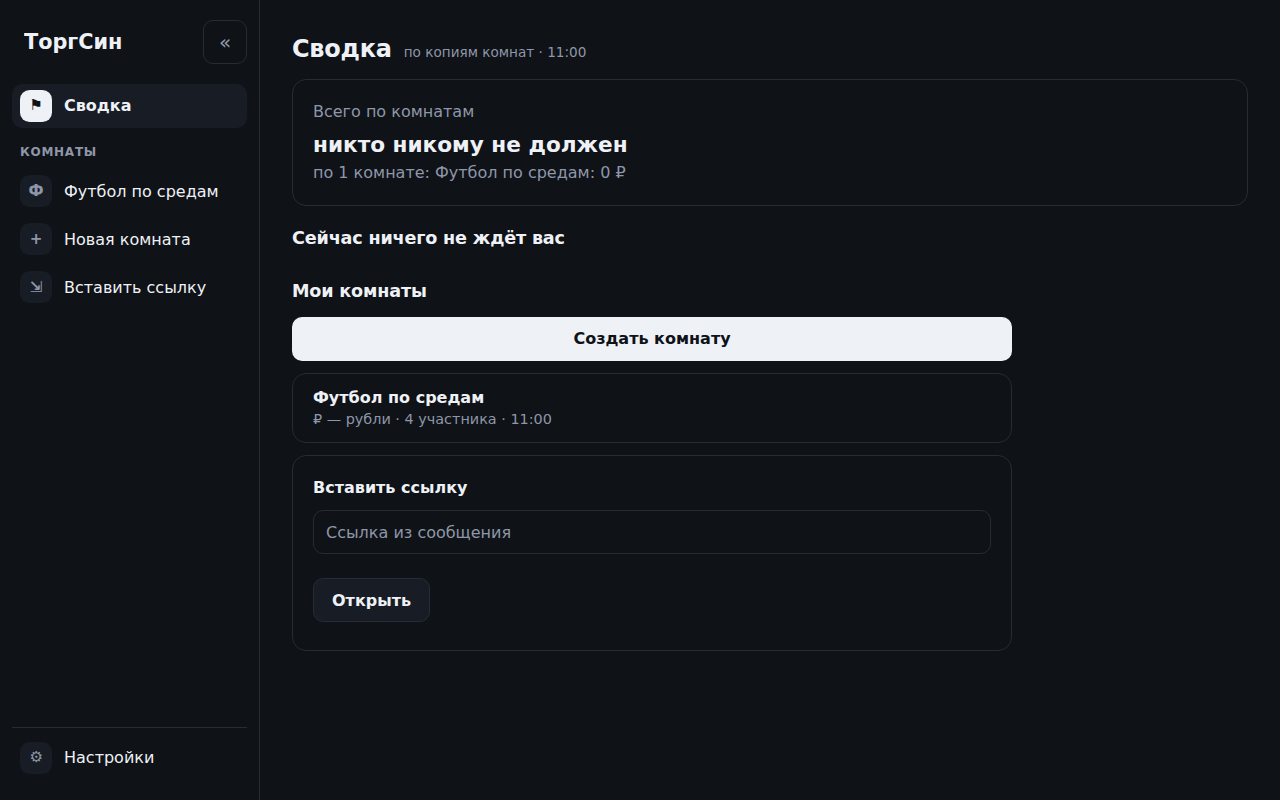 ТоргСин
«
⚑ Сводка
КОМНАТЫ
Ф Футбол по средам
+ Новая комната
⇲ Вставить ссылку
⚙ Настройки
Сводка по копиям комнат · 11:00
Всего по комнатам
никто никому не должен
по 1 комнате: Футбол по средам: 0 ₽
Сейчас ничего не ждёт вас
Мои комнаты
Создать комнату
Футбол по средам
₽ — рубли · 4 участника · 11:00
Вставить ссылку
Ссылка из сообщения
Открыть